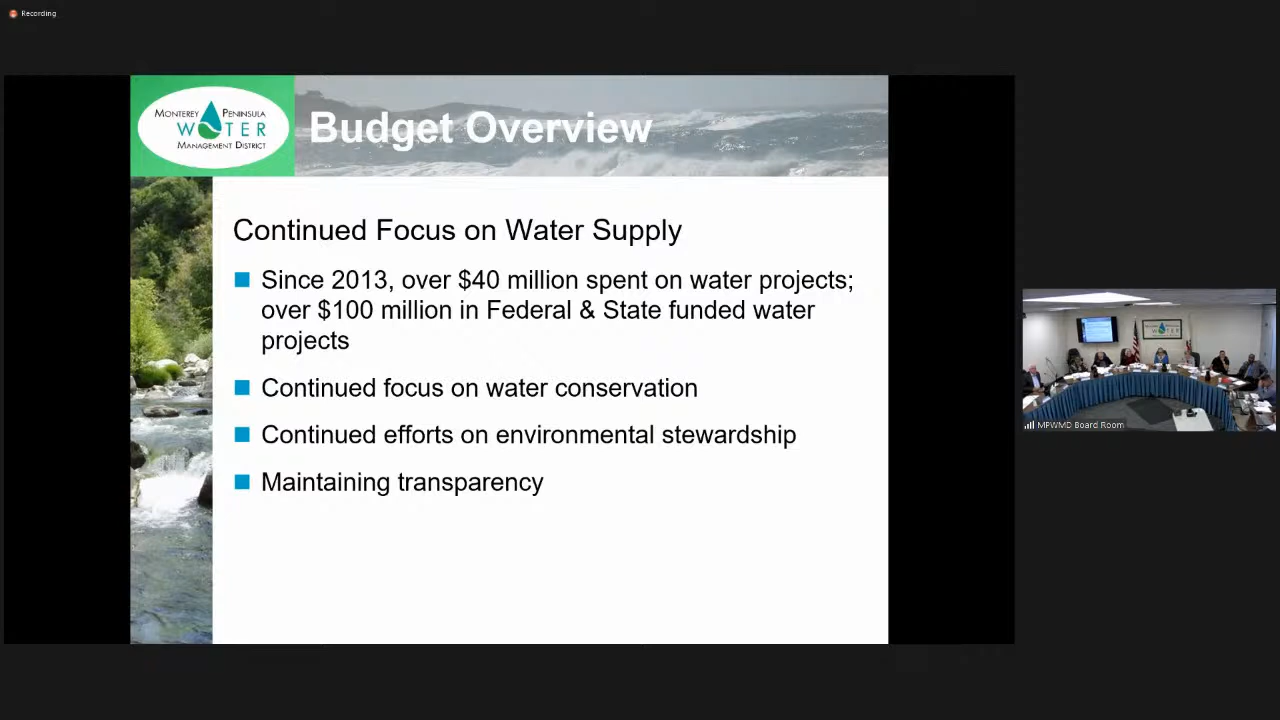 Recording
MONTEREY PENINSULA
WATER
MANAGEMENT DISTRICT
Budget Overview
Continued Focus on Water Supply
Since 2013, over $40 million spent on water projects;
over $100 million in Federal & State funded water
projects
Continued focus on water conservation
Continued efforts on environmental stewardship
Maintaining transparency
MPWMD Board Room